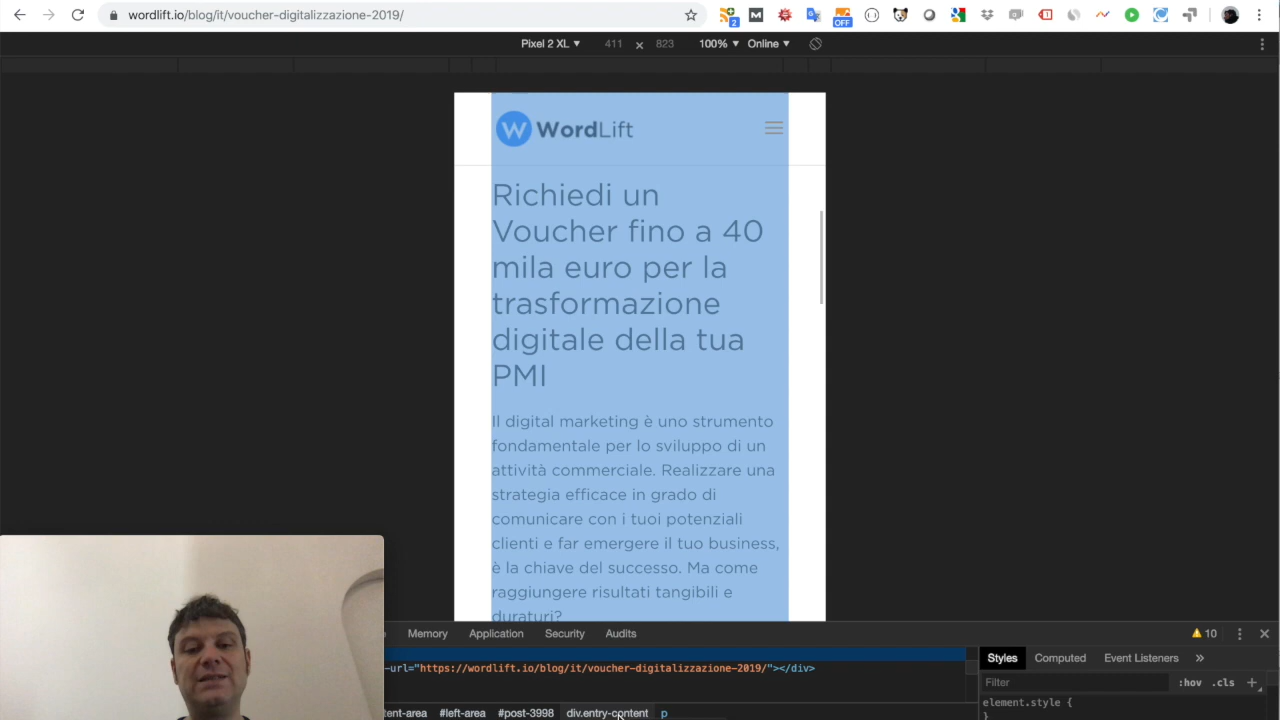 wordlift.io/blog/it/voucher-digitalizzazione-2019/
2
OFF
Pixel 2 XL ▼ 411 × 823 100% ▼ Online ▼
WordLift
Richiedi un
Voucher fino a 40
mila euro per la
trasformazione
digitale della tua
PMI
Il digital marketing è uno strumento
fondamentale per lo sviluppo di un
attività commerciale. Realizzare una
strategia efficace in grado di
comunicare con i tuoi potenziali
clienti e far emergere il tuo business,
è la chiave del successo. Ma come
raggiungere risultati tangibili e
duraturi?
Memory Application Security Audits 10
-url="https://wordlift.io/blog/it/voucher-digitalizzazione-2019/"></div>
Styles Computed Event Listeners »
Filter :hov .cls +
element.style {
}
tent-area #left-area #post-3998 div.entry-content p